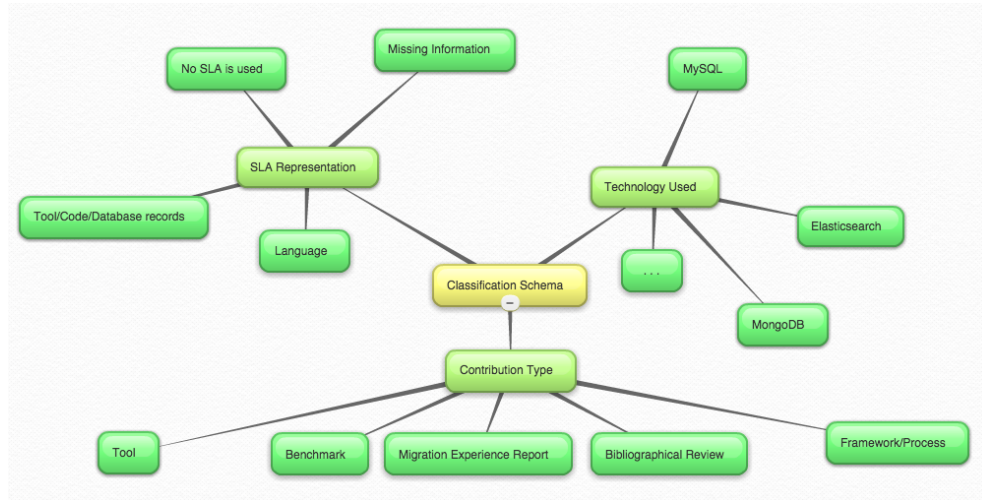 Missing Information
No SLA is used
MySQL
SLA Representation
Technology Used
Tool/Code/Database records
Elasticsearch
Language
. . .
Classification Schema
MongoDB
Contribution Type
Tool
Benchmark
Migration Experience Report
Bibliographical Review
Framework/Process